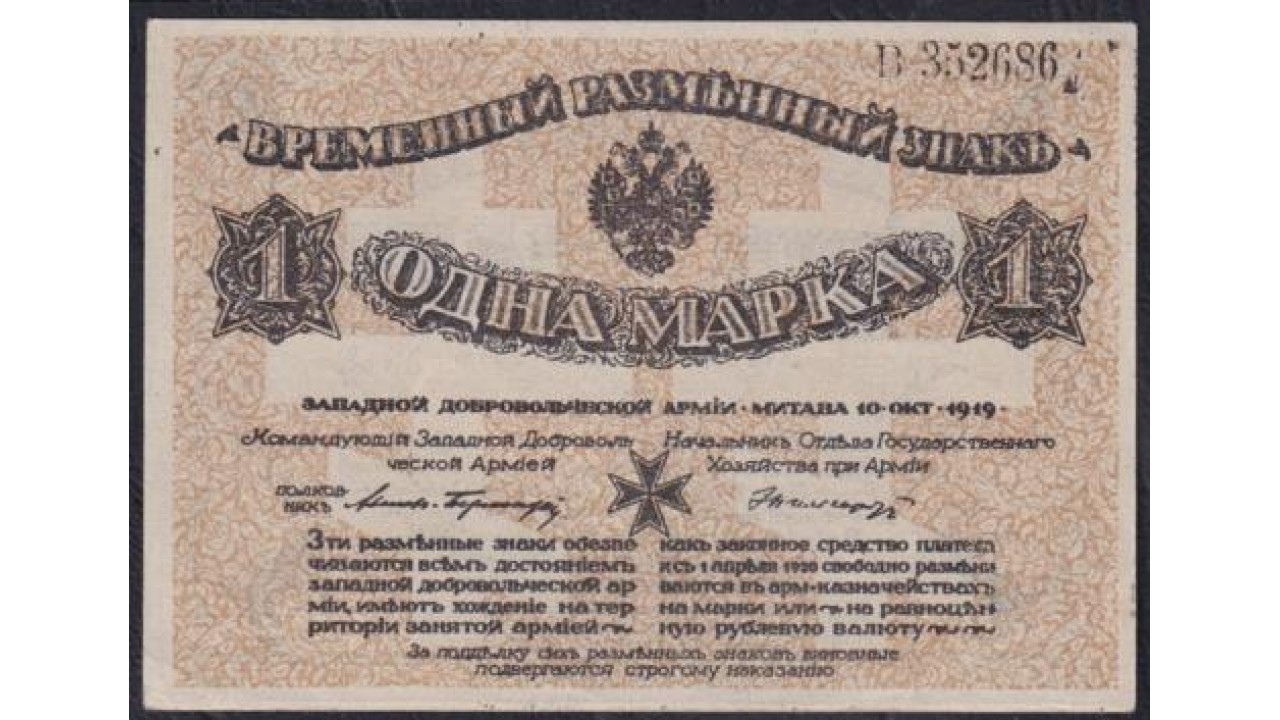 В 352686
ВРЕМЕННЫЙ РАЗМѢННЫЙ ЗНАКЪ
1 ОДНА МАРКА 1
ЗАПАДНОЙ ДОБРОВОЛЬЧЕСКОЙ АРМІИ · МИТАВА 10 · ОКТ · 1919 ·
Командующій Западной Доброволь
ческой Арміей
полков-
никъ
Начальникъ Отдѣла Государственнаго
Хозяйства при Арміи
Эти размѣнные знаки обезпе
чиваются всѣмъ достояніемъ
западной добровольческой ар
міи, имѣютъ хожденіе на тер
риторіи занятой арміей
какъ законное средство платежа
и съ 1 апрѣля 1920 свободно размѣни
ваются въ арм · казначействахъ
на марки или на равноцѣн
ную рублевую валюту
За поддѣлку сихъ размѣнныхъ знаковъ виновные
подвергаются строгому наказанию